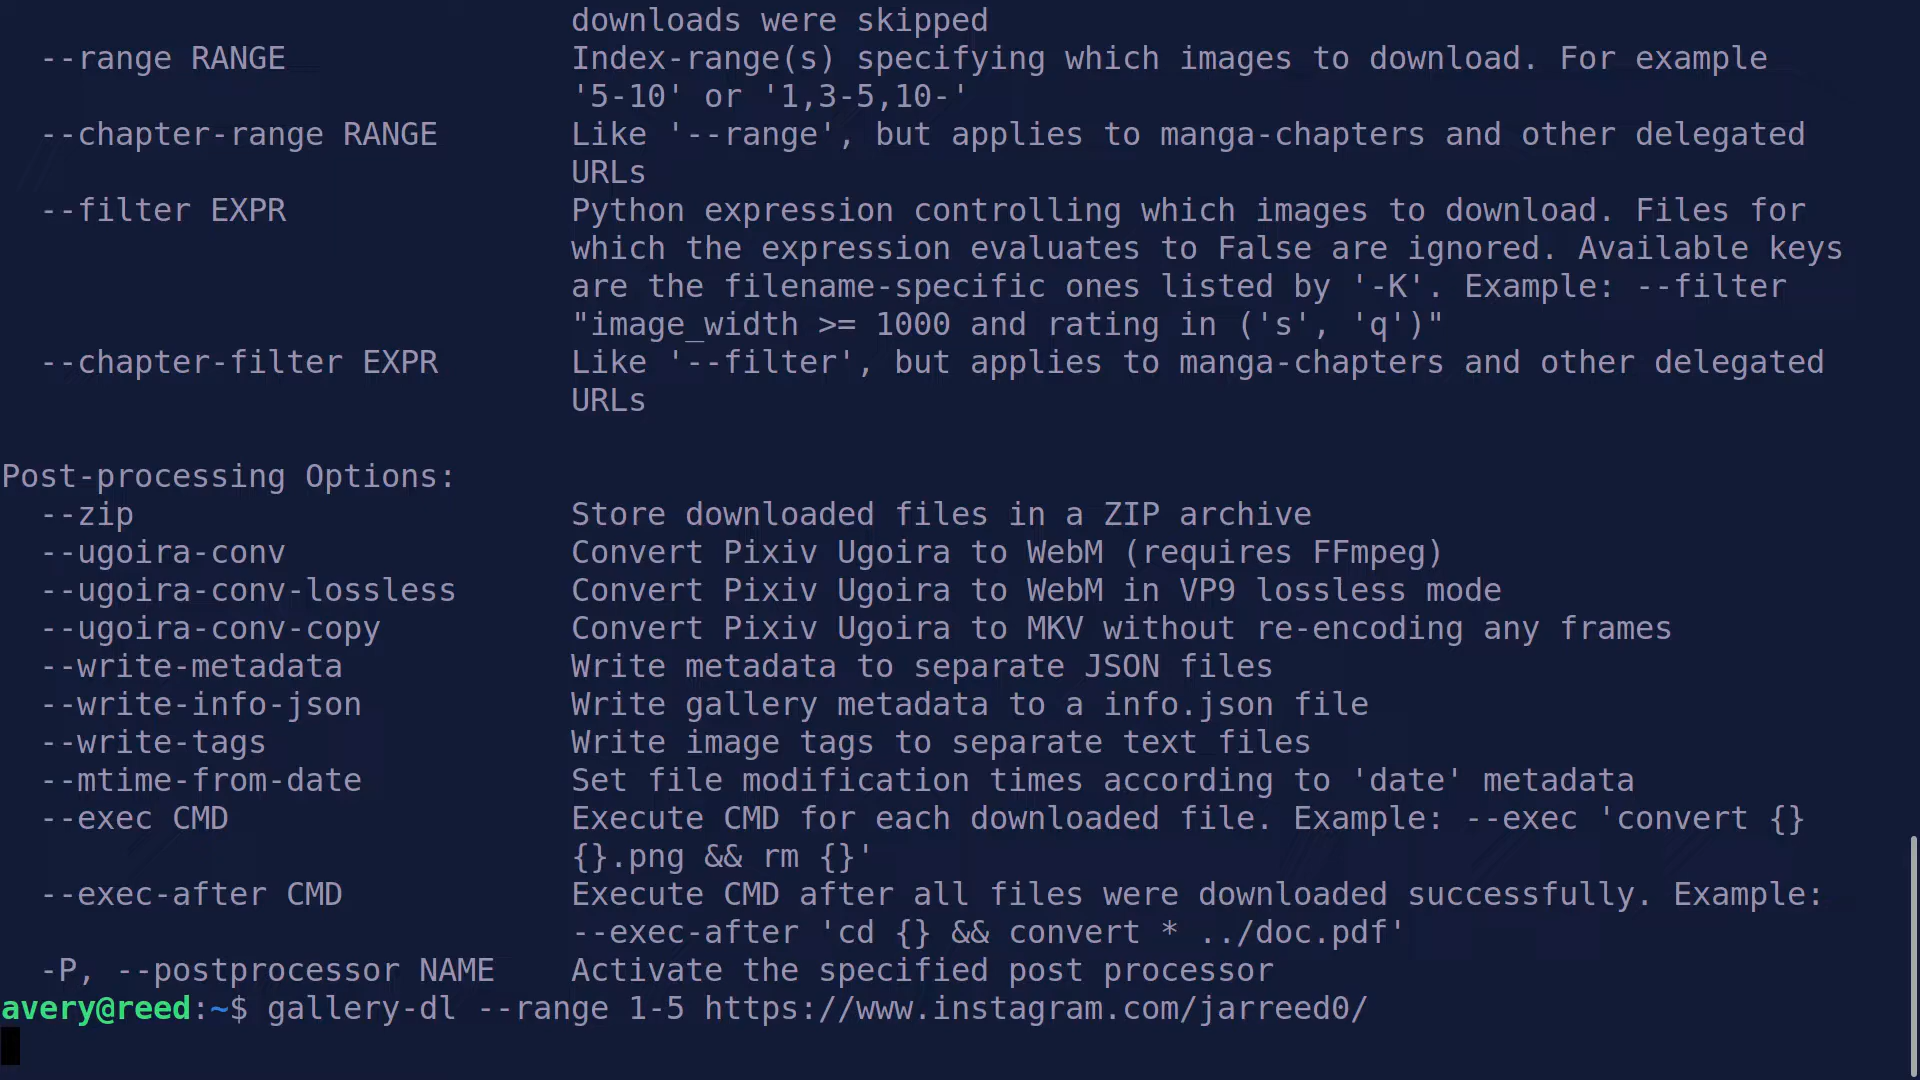 downloads were skipped
--range RANGE Index-range(s) specifying which images to download. For example
'5-10' or '1,3-5,10-'
--chapter-range RANGE Like '--range', but applies to manga-chapters and other delegated
URLs
--filter EXPR Python expression controlling which images to download. Files for
which the expression evaluates to False are ignored. Available keys
are the filename-specific ones listed by '-K'. Example: --filter
"image_width >= 1000 and rating in ('s', 'q')"
--chapter-filter EXPR Like '--filter', but applies to manga-chapters and other delegated
URLs
Post-processing Options:
--zip Store downloaded files in a ZIP archive
--ugoira-conv Convert Pixiv Ugoira to WebM (requires FFmpeg)
--ugoira-conv-lossless Convert Pixiv Ugoira to WebM in VP9 lossless mode
--ugoira-conv-copy Convert Pixiv Ugoira to MKV without re-encoding any frames
--write-metadata Write metadata to separate JSON files
--write-info-json Write gallery metadata to a info.json file
--write-tags Write image tags to separate text files
--mtime-from-date Set file modification times according to 'date' metadata
--exec CMD Execute CMD for each downloaded file. Example: --exec 'convert {}
{}.png && rm {}'
--exec-after CMD Execute CMD after all files were downloaded successfully. Example:
--exec-after 'cd {} && convert * ../doc.pdf'
-P, --postprocessor NAME Activate the specified post processor
avery@reed:~$ gallery-dl --range 1-5 https://www.instagram.com/jarreed0/